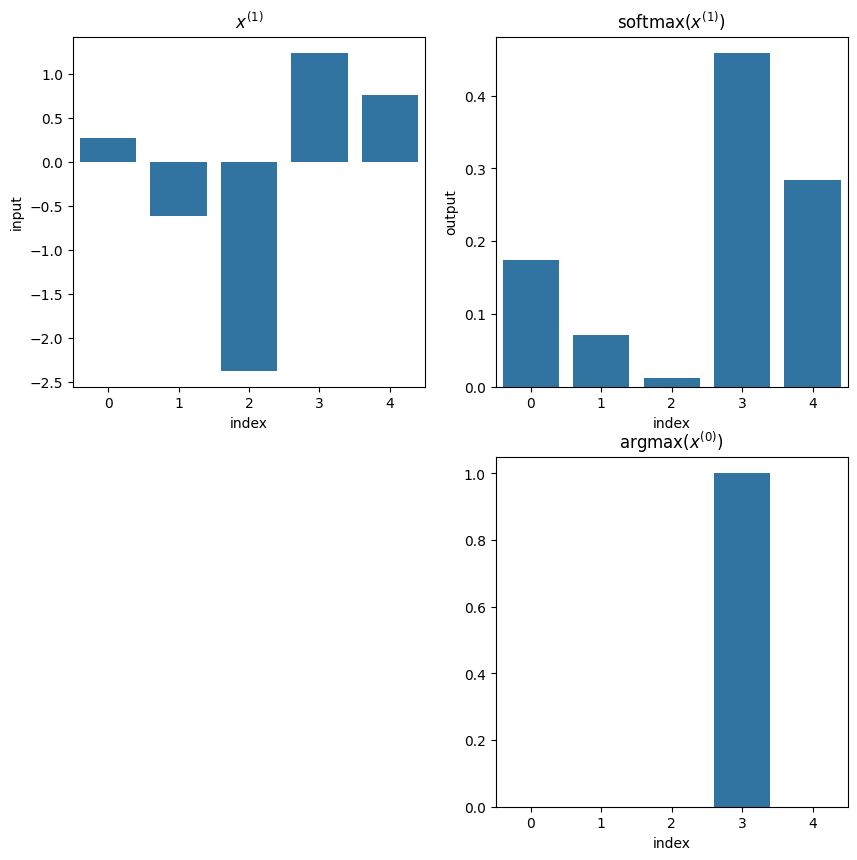 x^(1)
1.0
0.5
0.0
−0.5
−1.0
−1.5
−2.0
−2.5
input
0 1 2 3 4
index
softmax(x^(1))
0.4
0.3
0.2
0.1
0.0
output
0 1 2 3 4
index
argmax(x^(0))
1.0
0.8
0.6
0.4
0.2
0.0
0 1 2 3 4
index